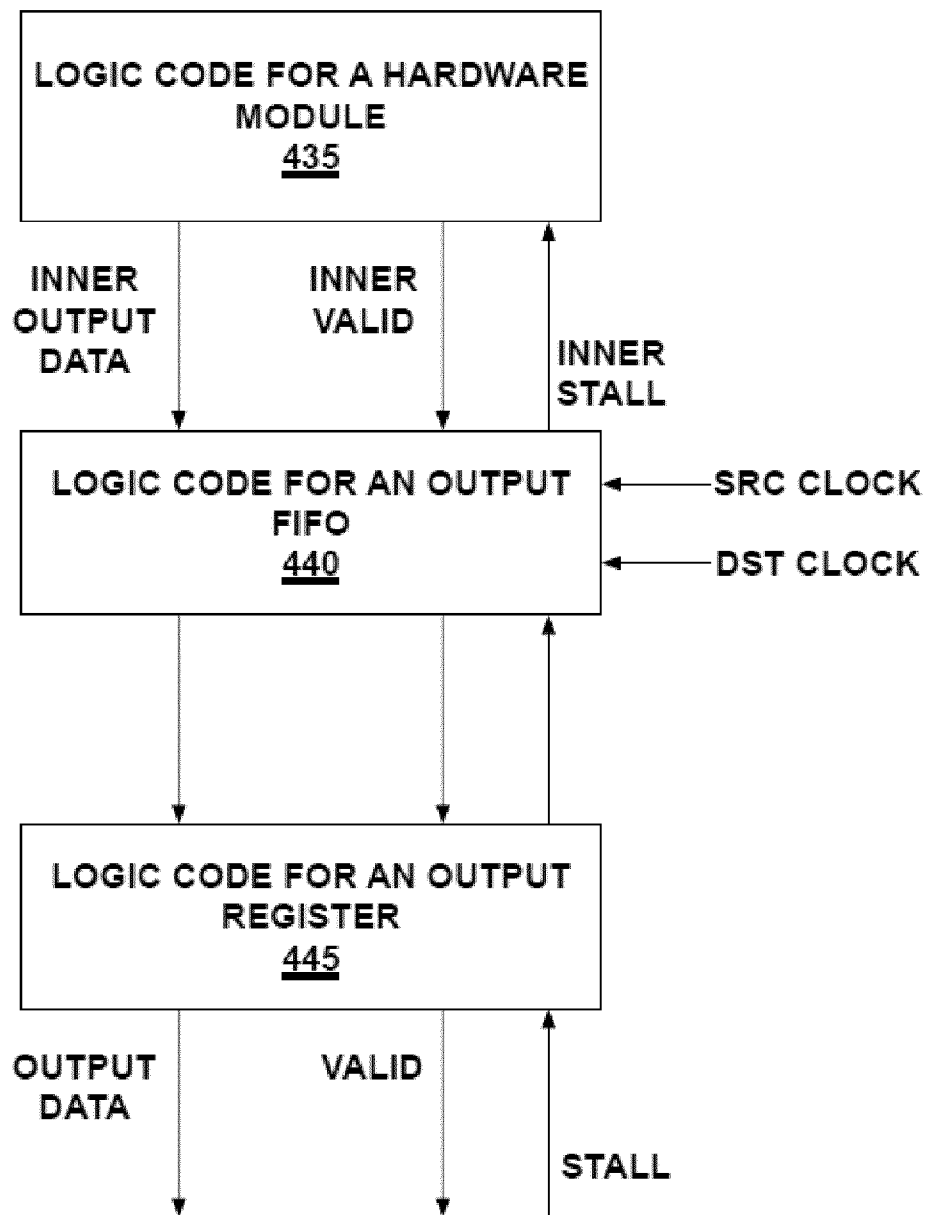 LOGIC CODE FOR A HARDWARE
MODULE
435
INNER
OUTPUT
DATA
INNER
VALID
INNER
STALL
LOGIC CODE FOR AN OUTPUT
FIFO
440
SRC CLOCK
DST CLOCK
LOGIC CODE FOR AN OUTPUT
REGISTER
445
OUTPUT
DATA
VALID
STALL